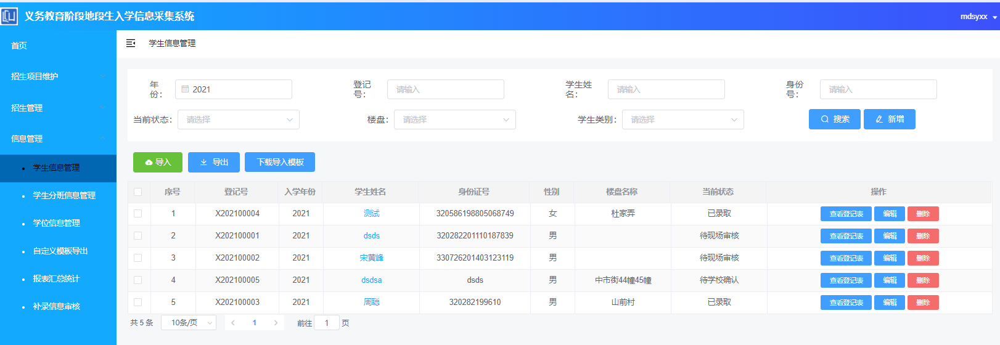 义务教育阶段地段生入学信息采集系统
mdsyxx
首页
招生项目维护
招生管理
信息管理
学生信息管理
学生分班信息管理
学位信息管理
自定义模板导出
报表汇总统计
补录信息审核
学生信息管理
年份： 2021 登记号： 请输入 学生姓名： 请输入 身份号： 请输入
当前状态： 请选择 楼盘： 请选择 学生类别： 请选择 搜索 新增
导入 导出 下载导入模板
序号 登记号 入学年份 学生姓名 身份证号 性别 楼盘名称 当前状态 操作
1 X202100004 2021 测试 320586198805068749 女 杜家弄 已录取 查看登记表 编辑 删除
2 X202100001 2021 dsds 320282201110187839 男 待现场审核 查看登记表 编辑 删除
3 X202100002 2021 宋黄峰 330726201403123119 男 待现场审核 查看登记表 编辑 删除
4 X202100005 2021 dsdsa dsds 男 中市街44幢45幢 待学校确认 查看登记表 编辑 删除
5 X202100003 2021 周聪 320282199610 男 山前村 已录取 查看登记表 编辑 删除
共 5 条 10条/页 1 前往 1 页